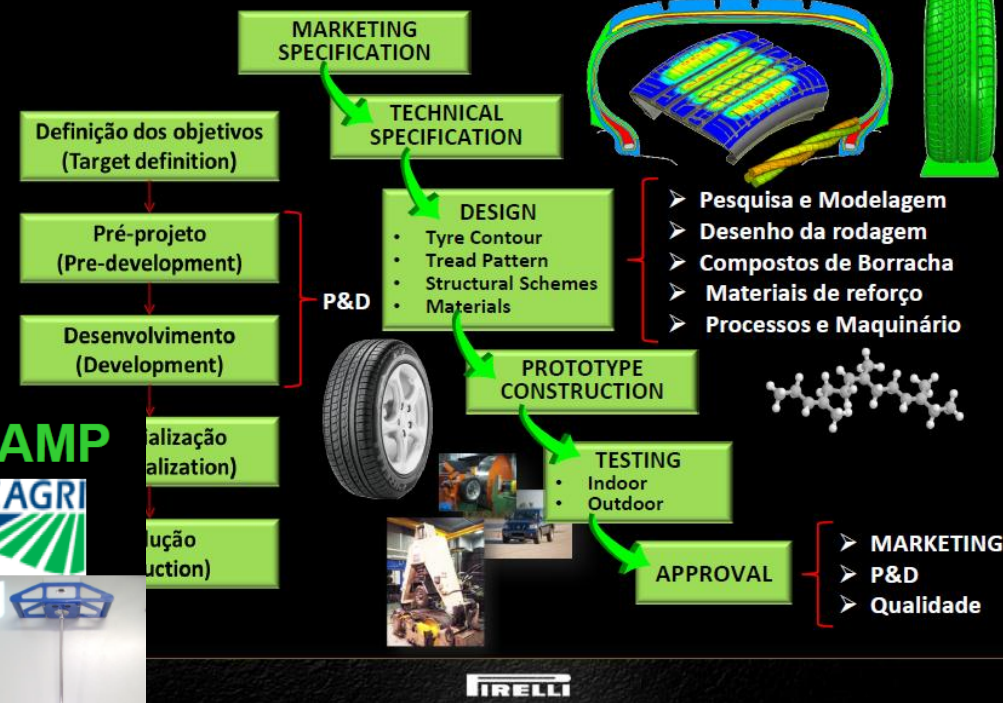 MARKETING
SPECIFICATION
TECHNICAL
SPECIFICATION
Definição dos objetivos
(Target definition)
Pré-projeto
(Pre-development)
Desenvolvimento
(Development)
P&D
ialização
alization)
lução
uction)
AMP
AGRI
DESIGN
• Tyre Contour
• Tread Pattern
• Structural Schemes
• Materials
➢ Pesquisa e Modelagem
➢ Desenho da rodagem
➢ Compostos de Borracha
➢ Materiais de reforço
➢ Processos e Maquinário
PROTOTYPE
CONSTRUCTION
TESTING
• Indoor
• Outdoor
APPROVAL
➢ MARKETING
➢ P&D
➢ Qualidade
PIRELLI